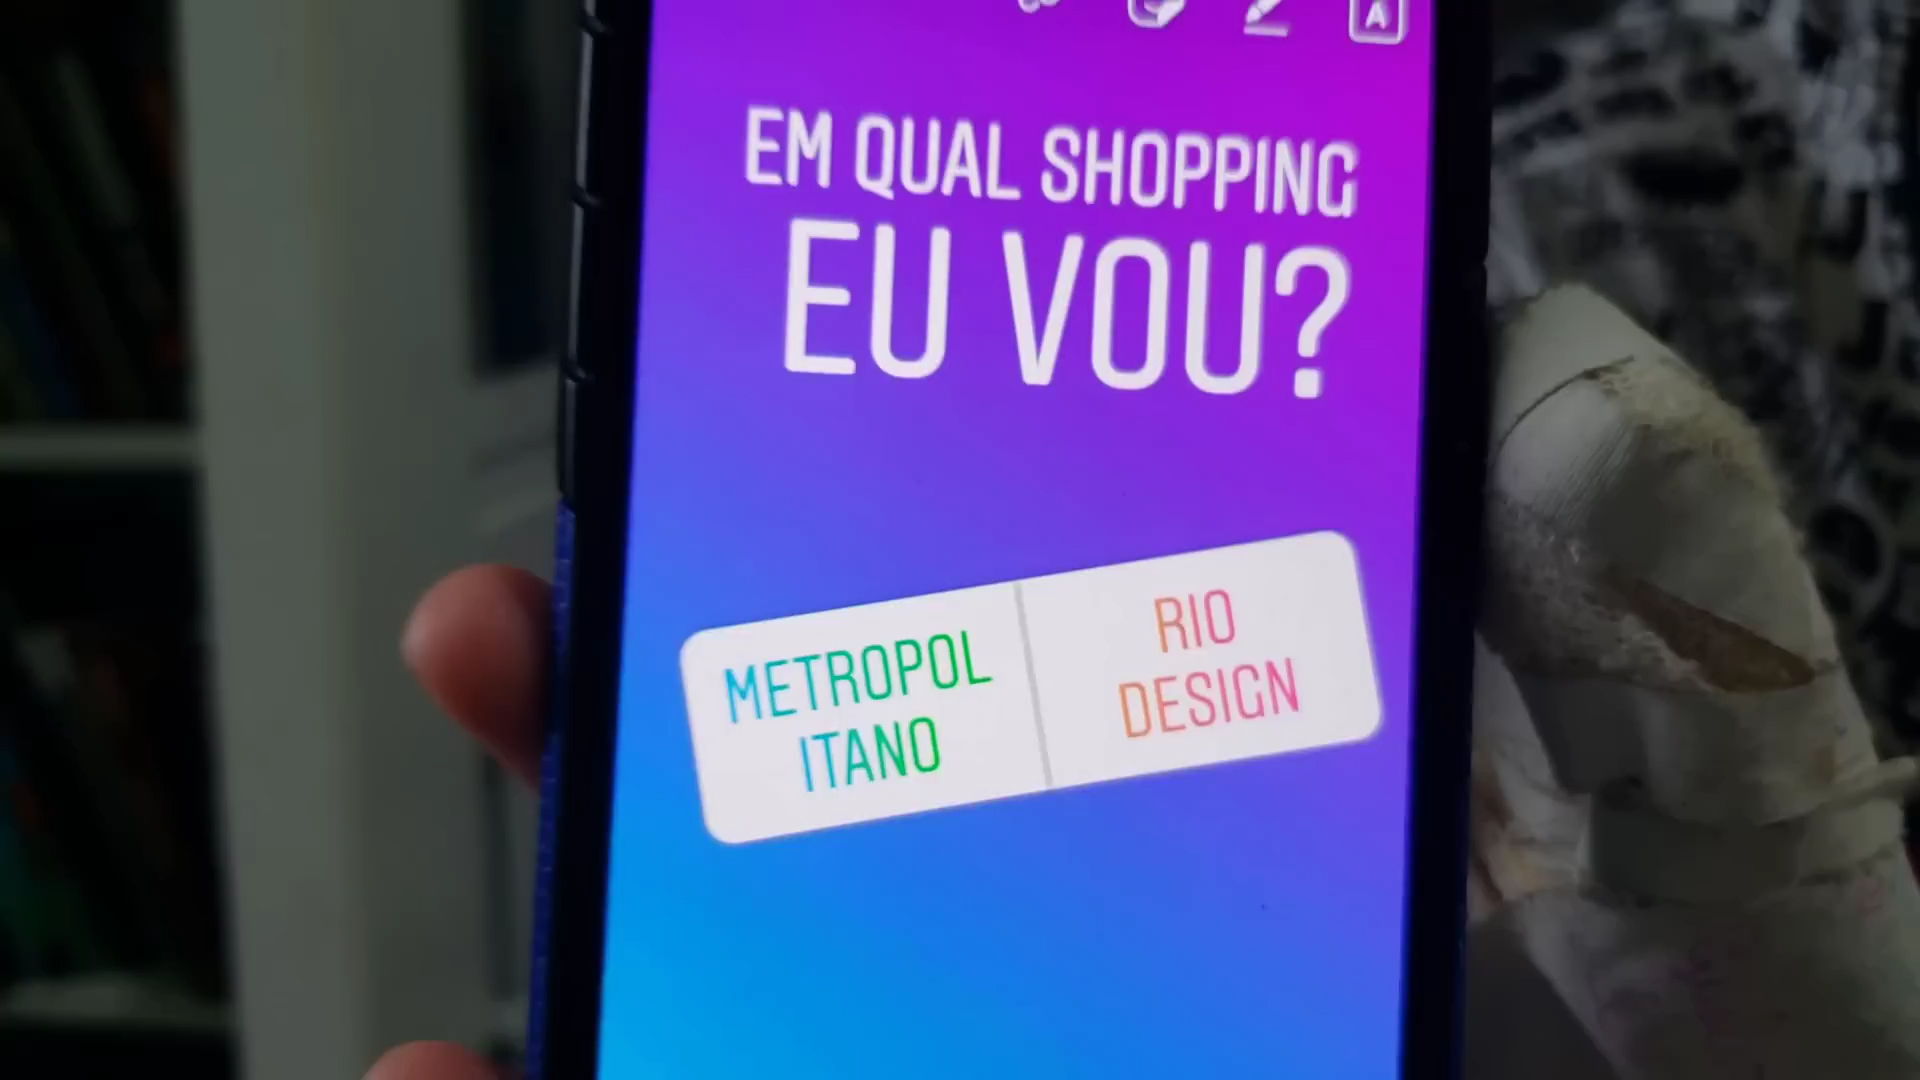 A
EM QUAL SHOPPING
EU VOU?
METROPOL
ITANO
RIO
DESIGN